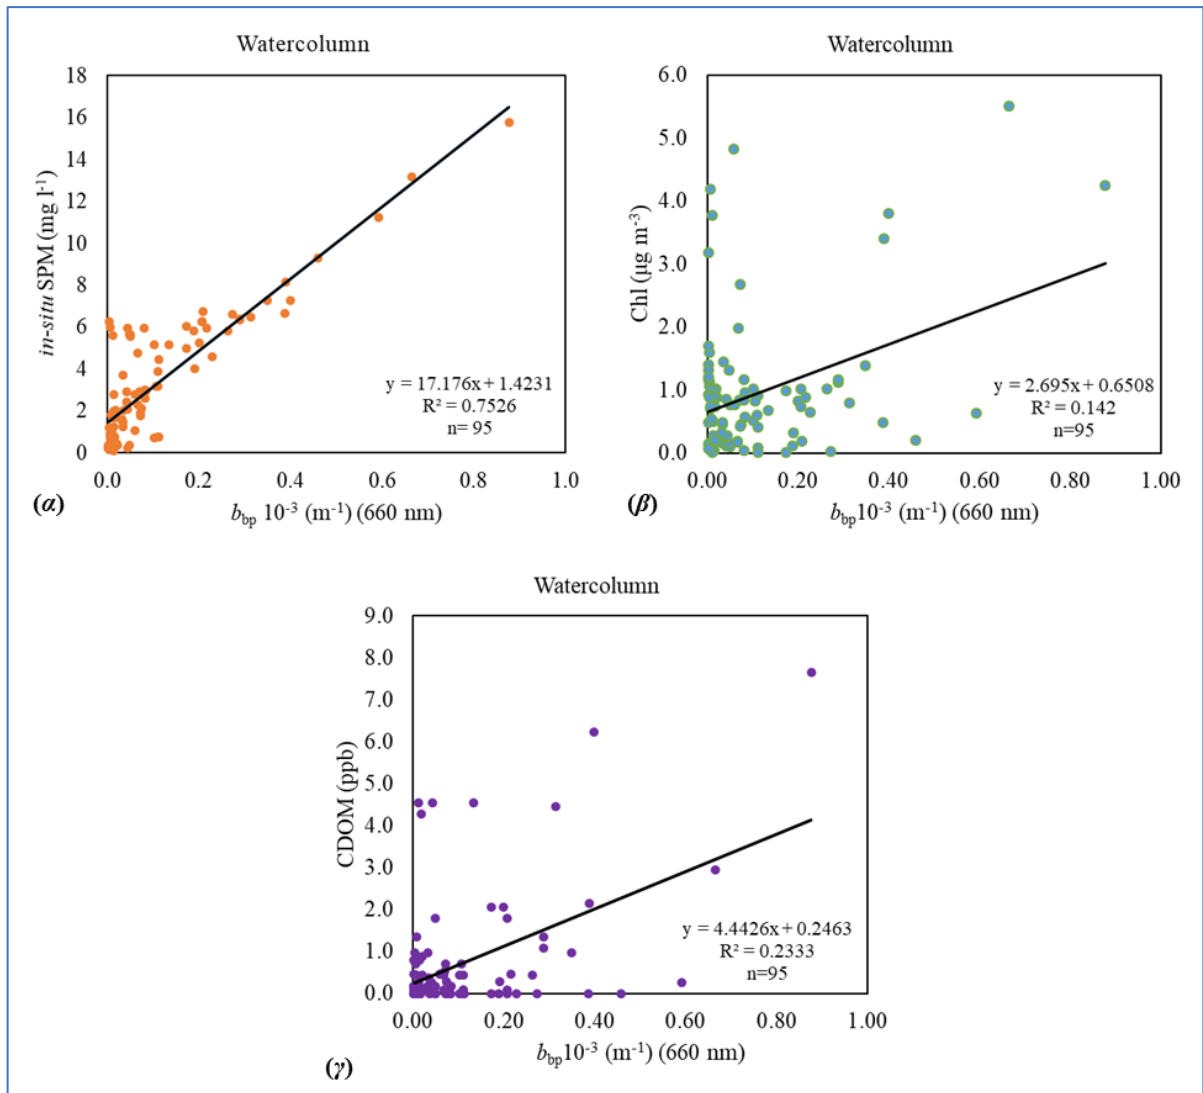 Watercolumn
18
16
14
12
10
8
6
4
2
0
in-situ SPM (mg l⁻¹)
y = 17.176x + 1.4231
R² = 0.7526
n= 95
0.0 0.2 0.4 0.6 0.8 1.0
(α)
b_bp 10⁻³ (m⁻¹) (660 nm)
Watercolumn
6.0
5.0
4.0
3.0
2.0
1.0
0.0
Chl (μg m⁻³)
y = 2.695x + 0.6508
R² = 0.142
n=95
0.00 0.20 0.40 0.60 0.80 1.00
(β)
b_bp10⁻³ (m⁻¹) (660 nm)
Watercolumn
9.0
8.0
7.0
6.0
5.0
4.0
3.0
2.0
1.0
0.0
CDOM (ppb)
y = 4.4426x + 0.2463
R² = 0.2333
n=95
0.00 0.20 0.40 0.60 0.80 1.00
b_bp10⁻³ (m⁻¹) (660 nm)
(γ)